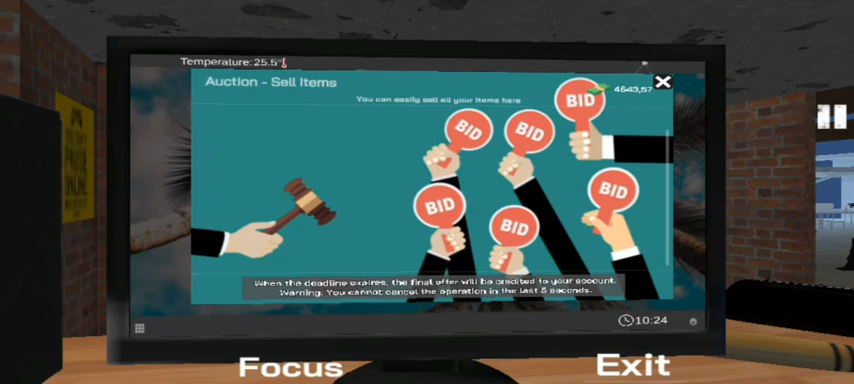 Temperature: 25.5°
Auction - Sell Items
4643,57
You can easily sell all your items here
BID
BID
BID
BID
BID
BID
When the deadline expires, the final offer will be credited to your account.
Warning: You cannot cancel the operation in the last 5 seconds.
10:24
Focus
Exit